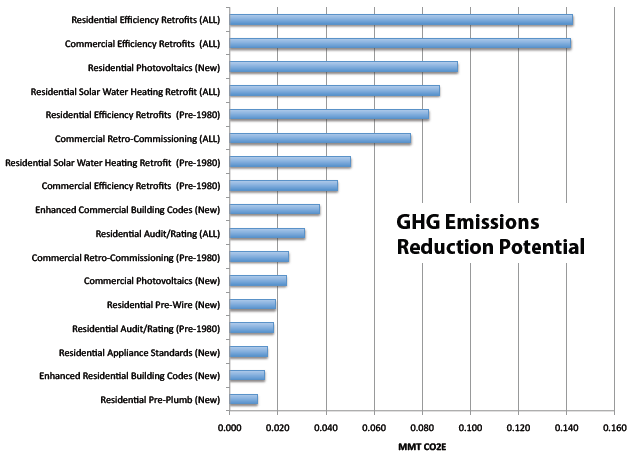 Residential Efficiency Retrofits (ALL)
Commercial Efficiency Retrofits (ALL)
Residential Photovoltaics (New)
Residential Solar Water Heating Retrofit (ALL)
Residential Efficiency Retrofits (Pre-1980)
Commercial Retro-Commissioning (ALL)
Residential Solar Water Heating Retrofit (Pre-1980)
Commercial Efficiency Retrofits (Pre-1980)
Enhanced Commercial Building Codes (New)
GHG Emissions
Reduction Potential
Residential Audit/Rating (ALL)
Commercial Retro-Commissioning (Pre-1980)
Commercial Photovoltaics (New)
Residential Pre-Wire (New)
Residential Audit/Rating (Pre-1980)
Residential Appliance Standards (New)
Enhanced Residential Building Codes (New)
Residential Pre-Plumb (New)
0.000 0.020 0.040 0.060 0.080 0.100 0.120 0.140 0.160
MMT CO2E